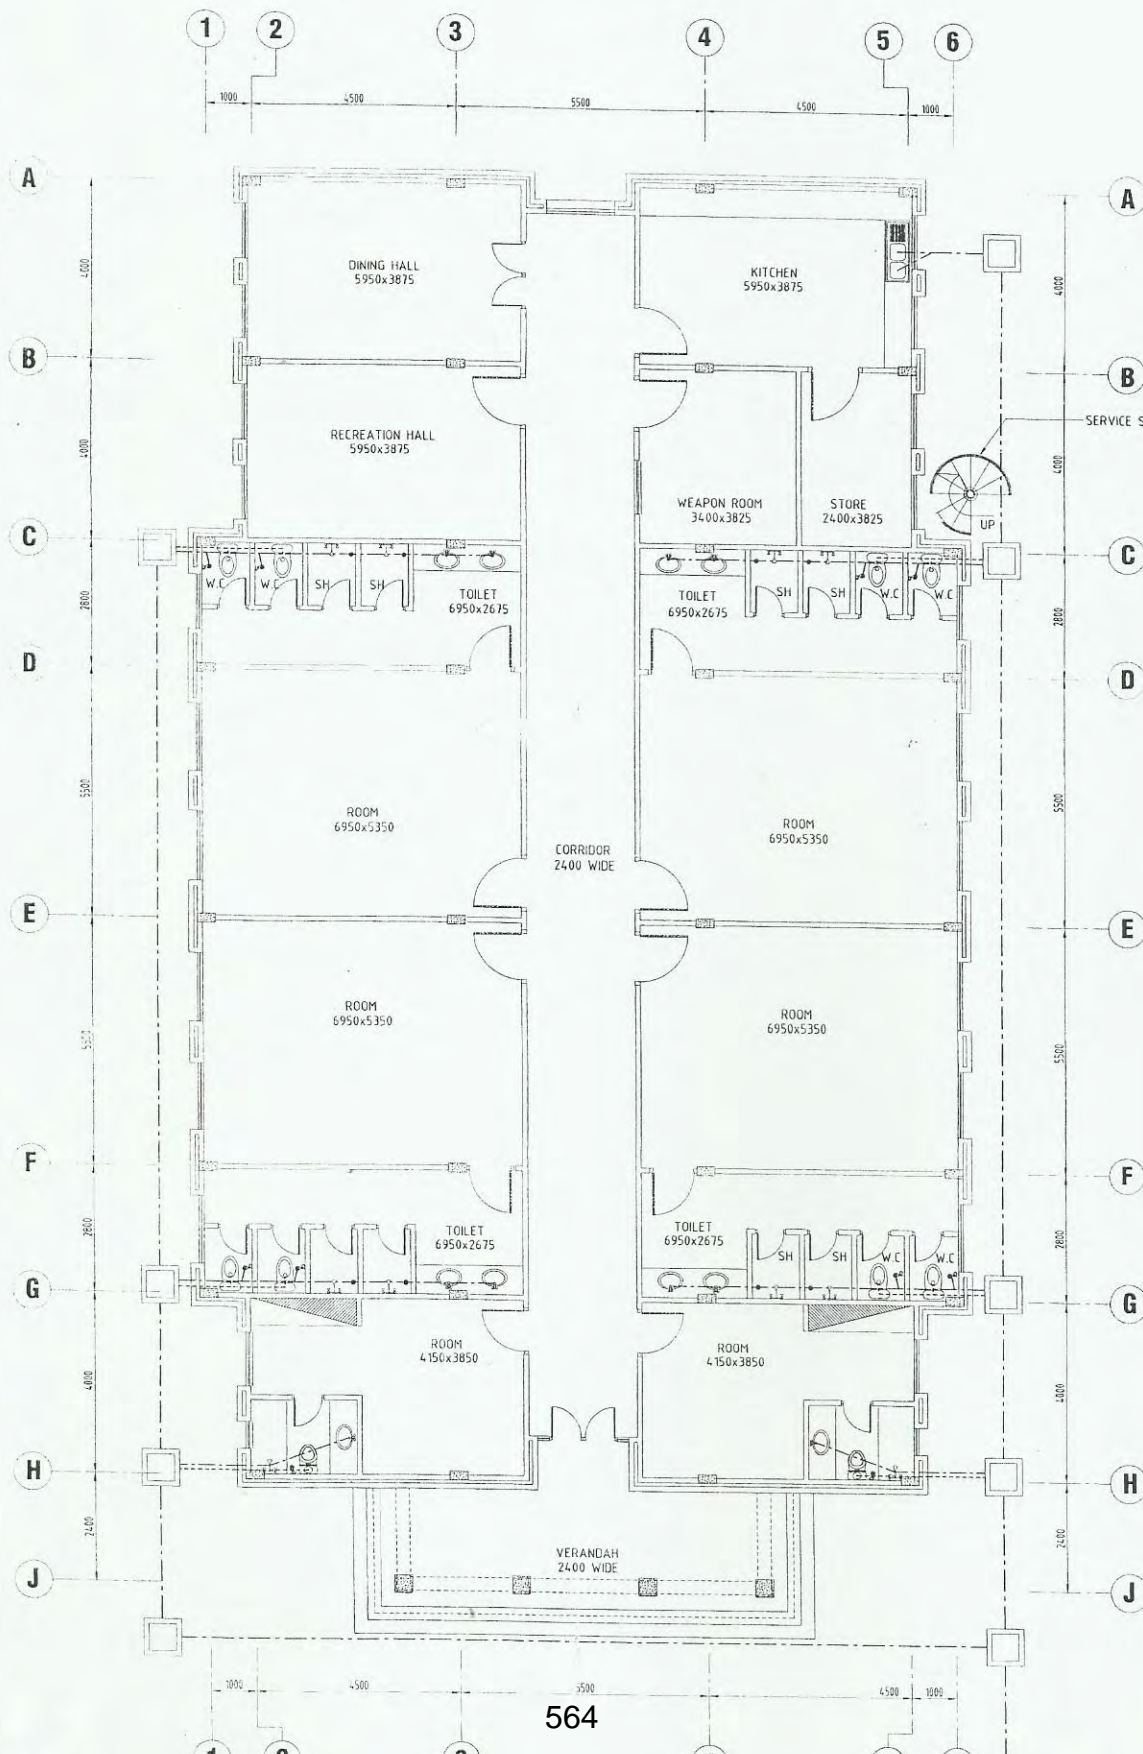 1 2 3 4 5 6
1000 4500 5500 4500 1000
A A
DINING HALL
5950x3875
KITCHEN
5950x3875
4000 4000
B B
RECREATION HALL
5950x3875
SERVICE S
4000 4000
WEAPON ROOM
3400x3825
STORE
2400x3825
UP
C C
W.C W.C SH SH
TOILET
6950x2675
TOILET
6950x2675
SH SH W.C W.C
2800 2800
D D
5500 5500
ROOM
6950x5350
ROOM
6950x5350
CORRIDOR
2400 WIDE
E E
ROOM
6950x5350
ROOM
6950x5350
5500 5500
F F
TOILET
6950x2675
TOILET
6950x2675
SH SH W.C W.C
2800 2800
G G
ROOM
4150x3850
ROOM
4150x3850
4000 4000
H H
2400 2400
VERANDAH
2400 WIDE
J J
1000 4500 5500 4500 1000
564